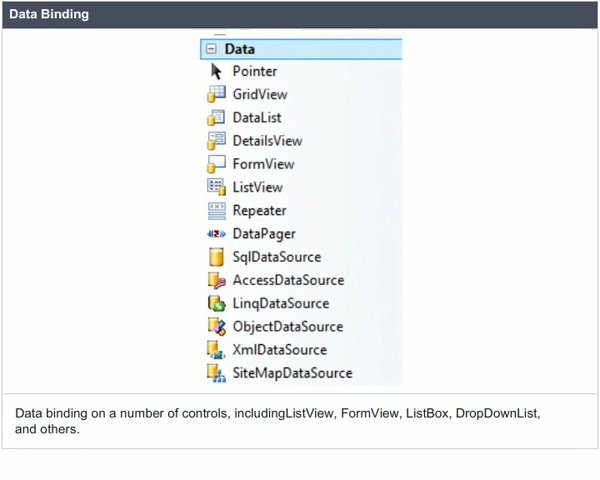 Data Binding
Data
Pointer
GridView
DataList
DetailsView
FormView
ListView
Repeater
DataPager
SqlDataSource
AccessDataSource
LinqDataSource
ObjectDataSource
XmlDataSource
SiteMapDataSource
Data binding on a number of controls, includingListView, FormView, ListBox, DropDownList,
and others.